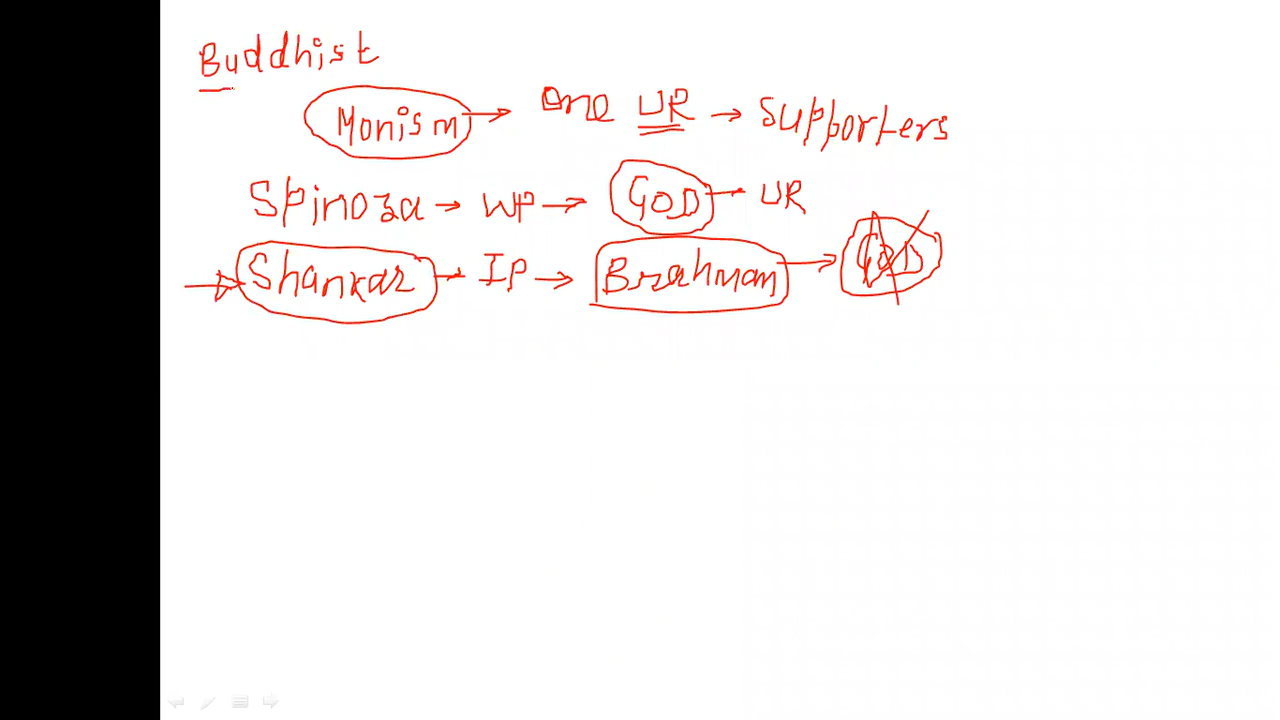 Buddhist
Monism → One UR → Supporters
Spinoza → WP → GOD → UR
Shankar → IP → Brahman → GOD